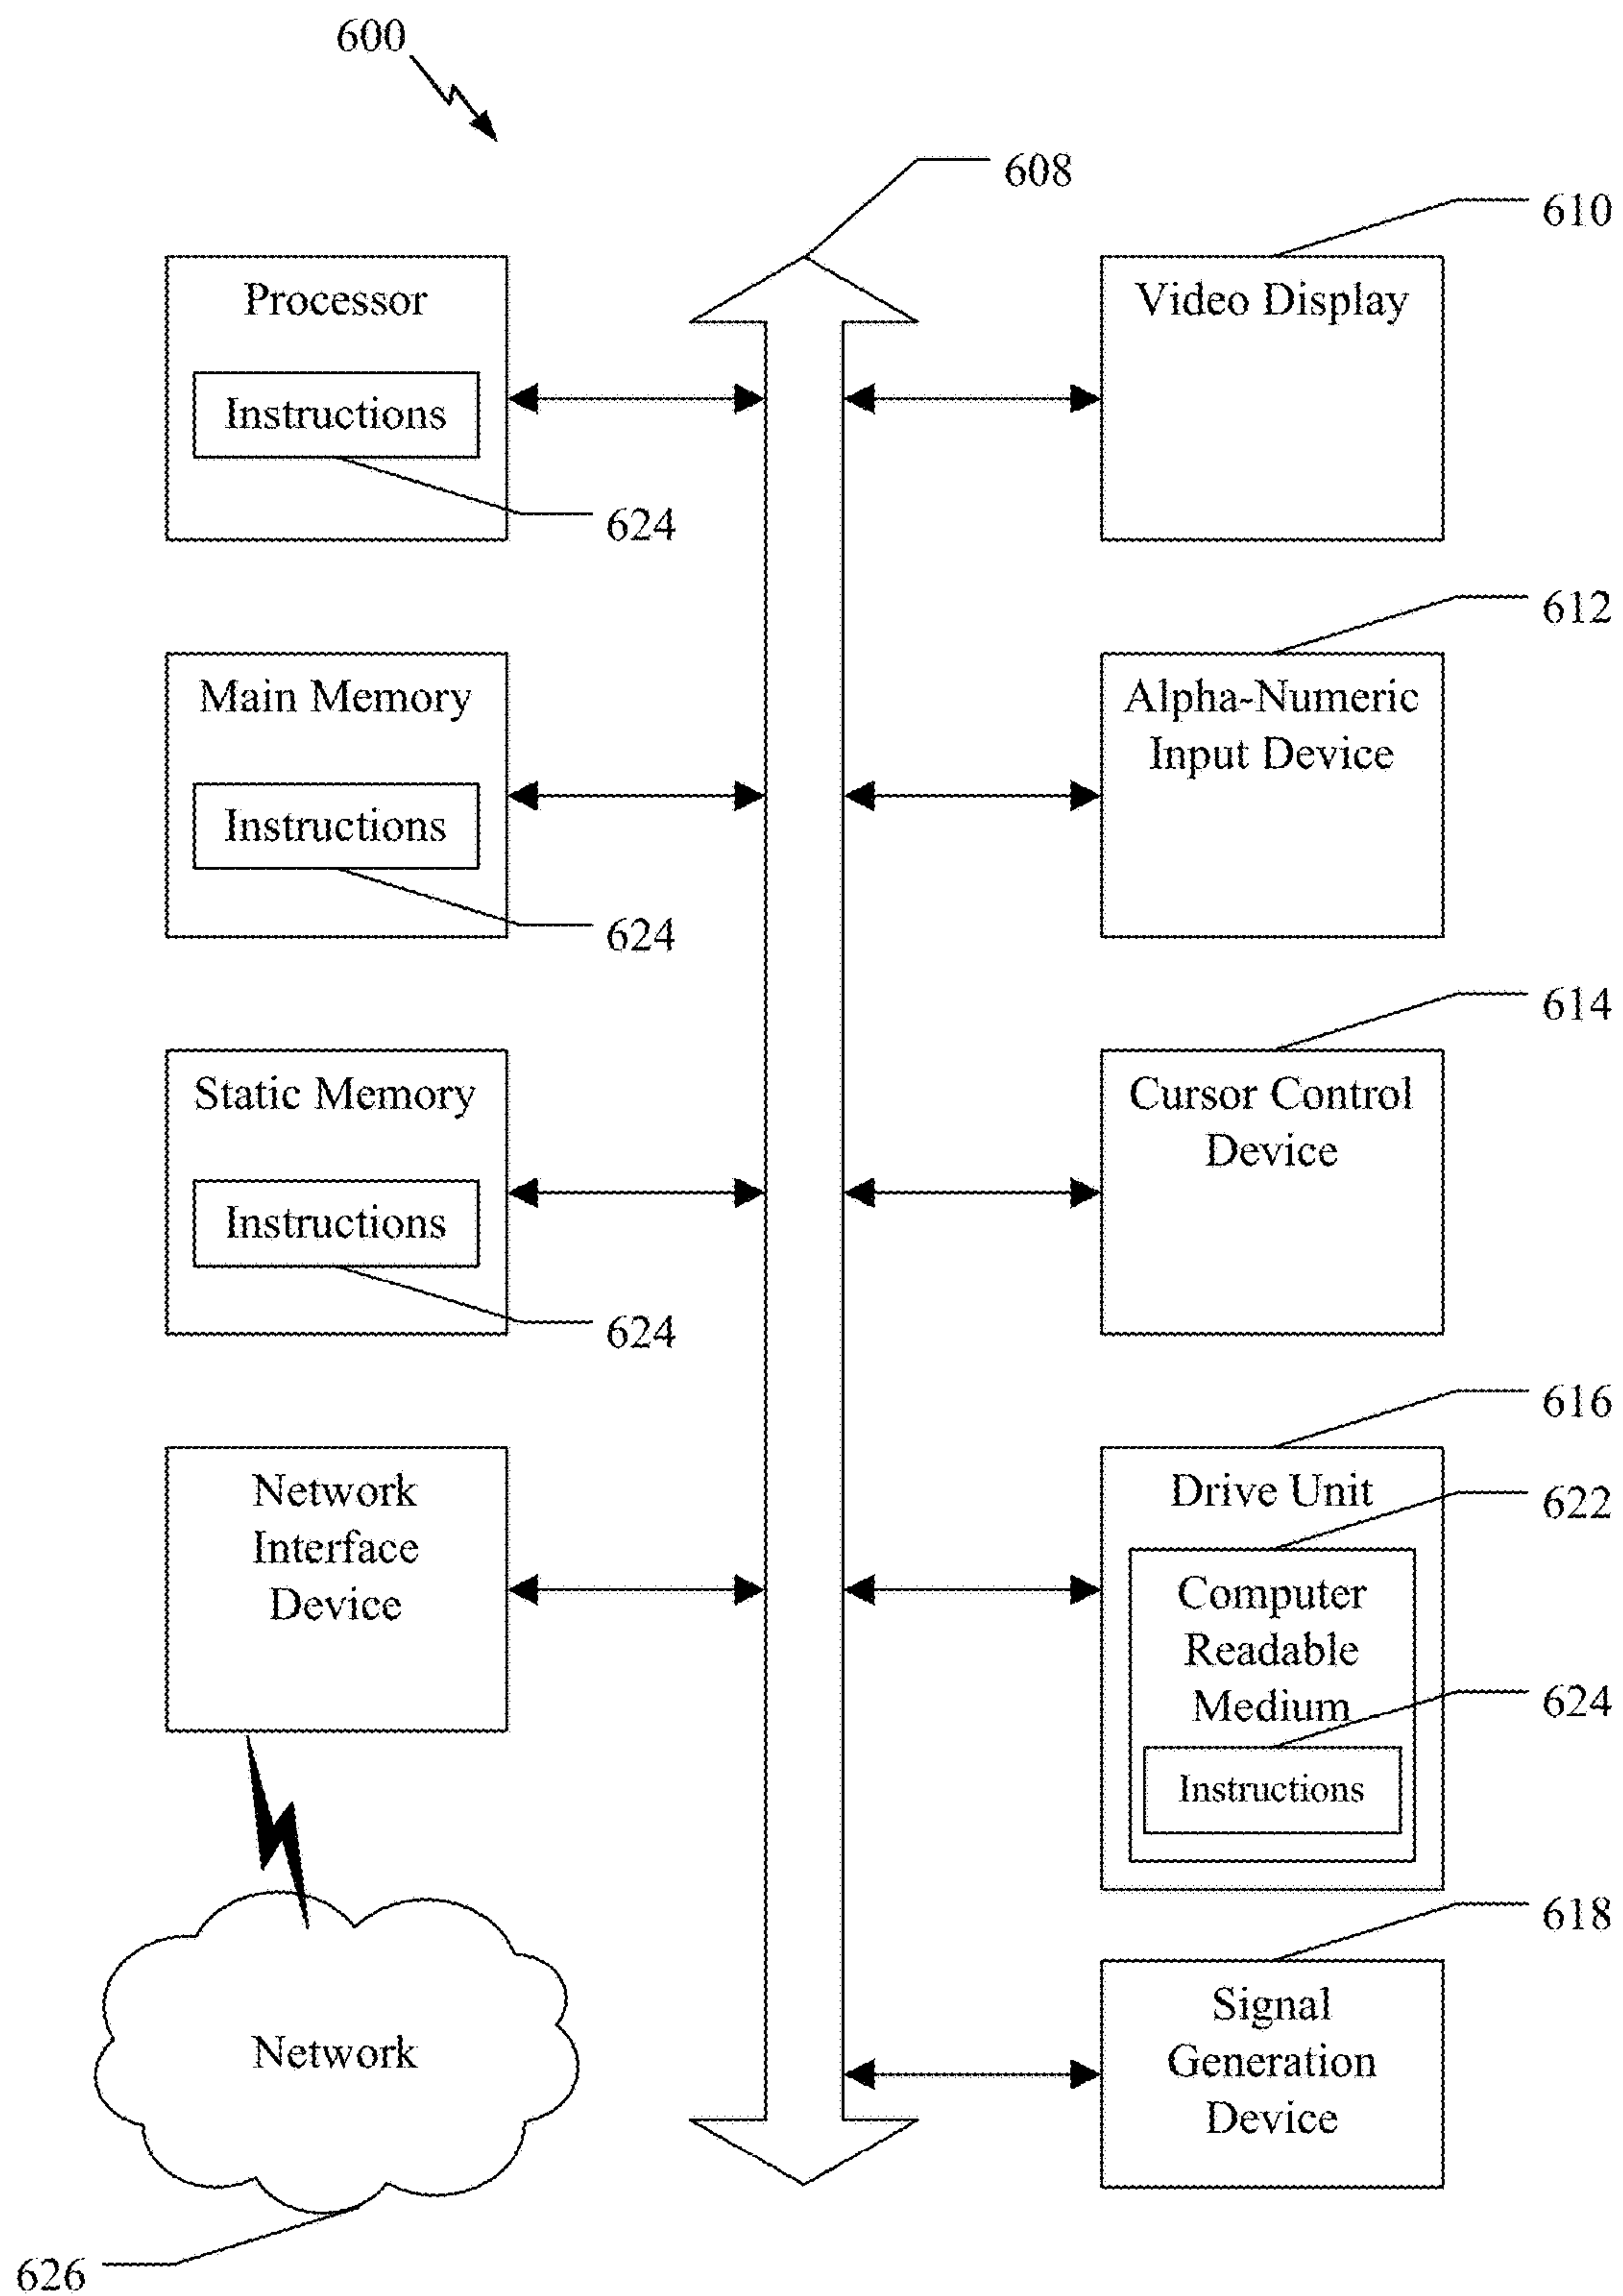 600
608
610
Processor
Instructions
624
Video Display
612
Main Memory
Instructions
624
Alpha-Numeric
Input Device
614
Static Memory
Instructions
624
Cursor Control
Device
616
Network
Interface
Device
Drive Unit
622
Computer
Readable
Medium
624
Instructions
618
Network
626
Signal
Generation
Device